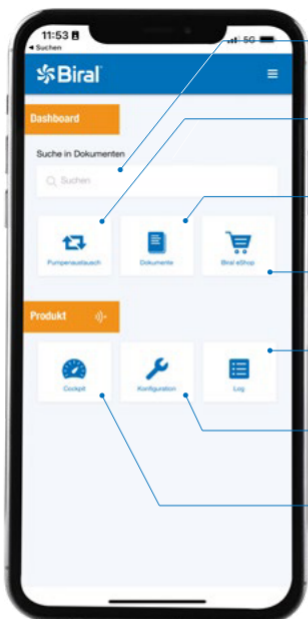 11:53
5G
Suchen
Biral
Dashboard
Suche in Dokumenten
Suchen
Pumpenaustausch
Dokumente
Biral eShop
Produkt
Cockpit
Konfiguration
Log